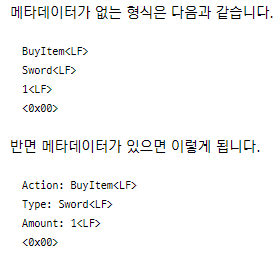 메타데이터가 없는 형식은 다음과 같습니다.
BuyItem<LF>
Sword<LF>
1<LF>
<0x00>
반면 메타데이터가 있으면 이렇게 됩니다.
Action: BuyItem<LF>
Type: Sword<LF>
Amount: 1<LF>
<0x00>